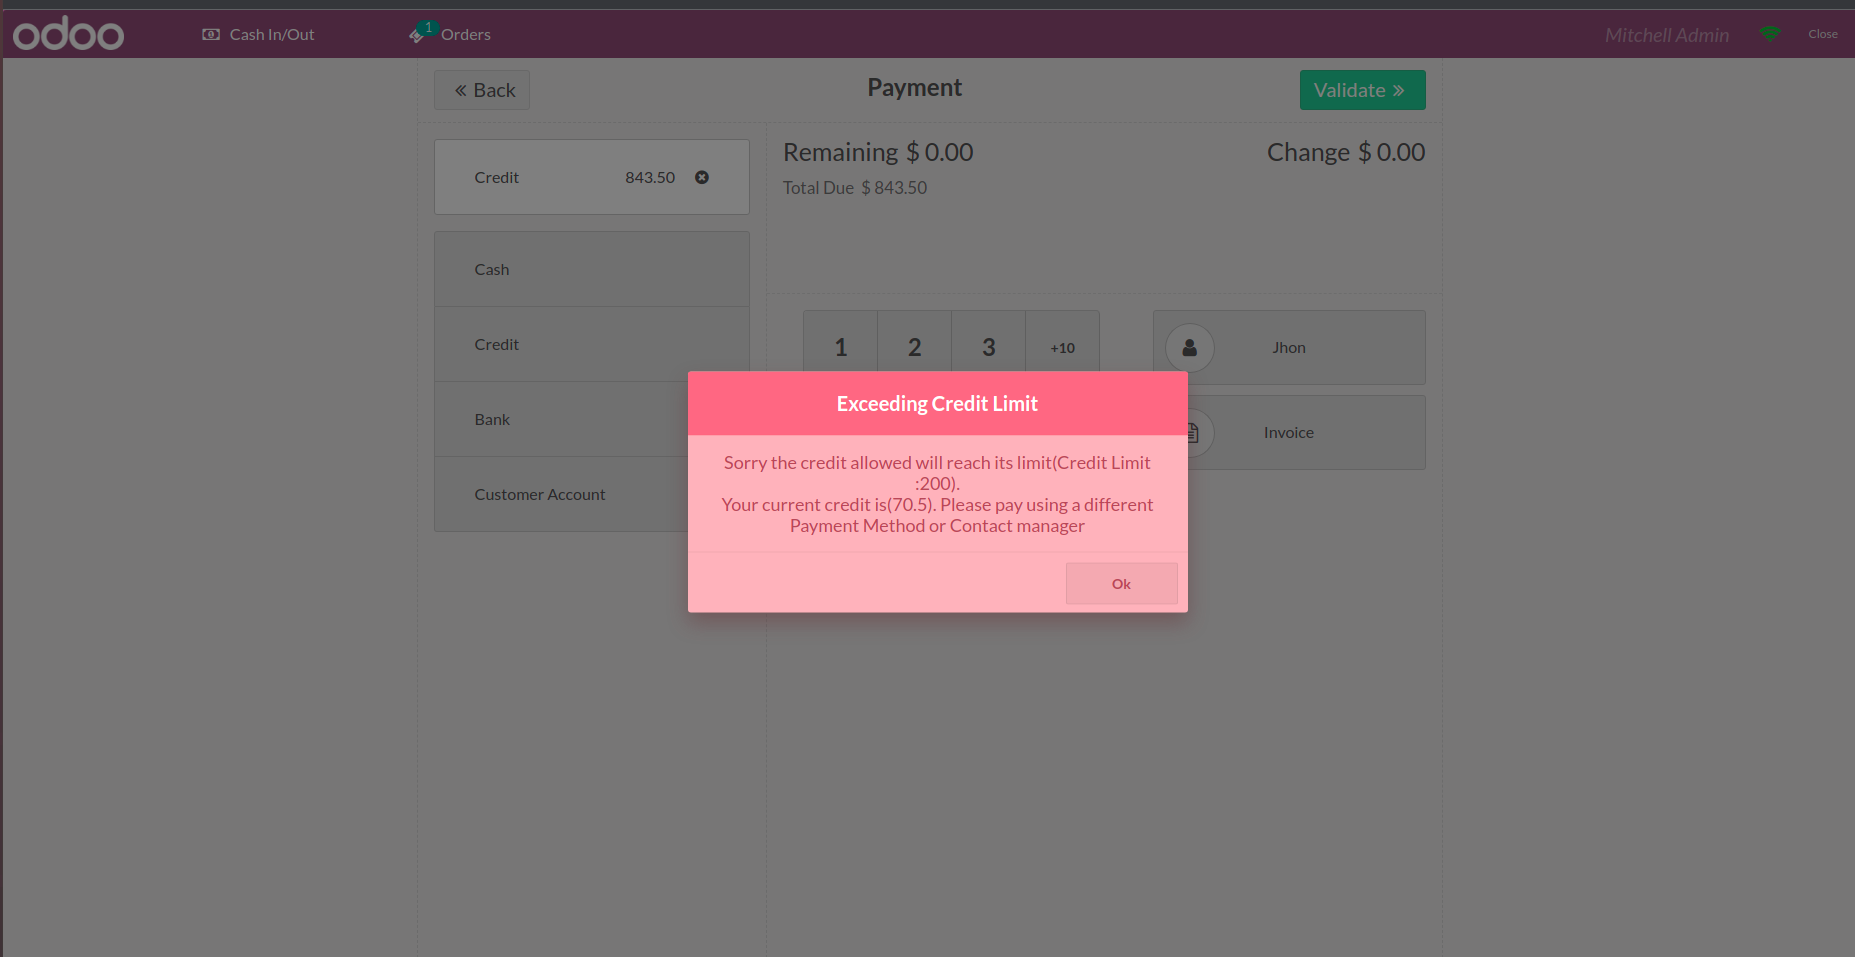 odoo
Cash In/Out
1
Orders
Mitchell Admin
Close
« Back
Payment
Validate »
Credit 843.50
Remaining $ 0.00
Change $ 0.00
Total Due $ 843.50
Cash
Credit
Bank
Customer Account
1 2 3 +10
Jhon
Invoice
Exceeding Credit Limit
Sorry the credit allowed will reach its limit(Credit Limit
:200).
Your current credit is(70.5). Please pay using a different
Payment Method or Contact manager
Ok